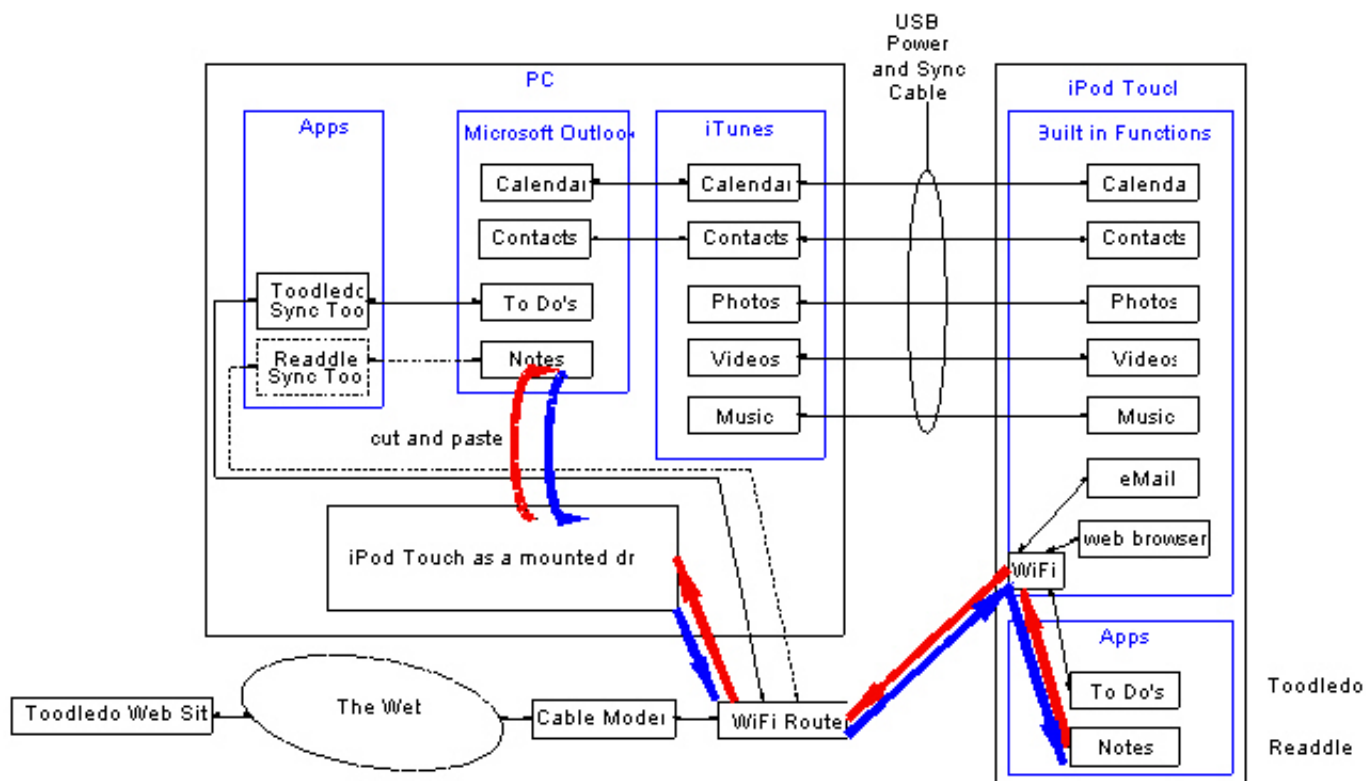 USB
Power
and Sync
Cable
PC
iPod Toucl
Apps
Microsoft Outlook
iTunes
Built in Functions
Calendar
Calendar
Calenda
Contacts
Contacts
Contacts
Toodledo
Sync Too
To Do's
Photos
Photos
Readdle
Sync Too
Notes
Videos
Videos
Music
Music
cut and paste
eMail
web browser
iPod Touch as a mounted dr
WiFi
Apps
To Do's
Toodledo
Toodledo Web Sit
The Wel
Cable Moder
WiFi Route
Notes
Readdle